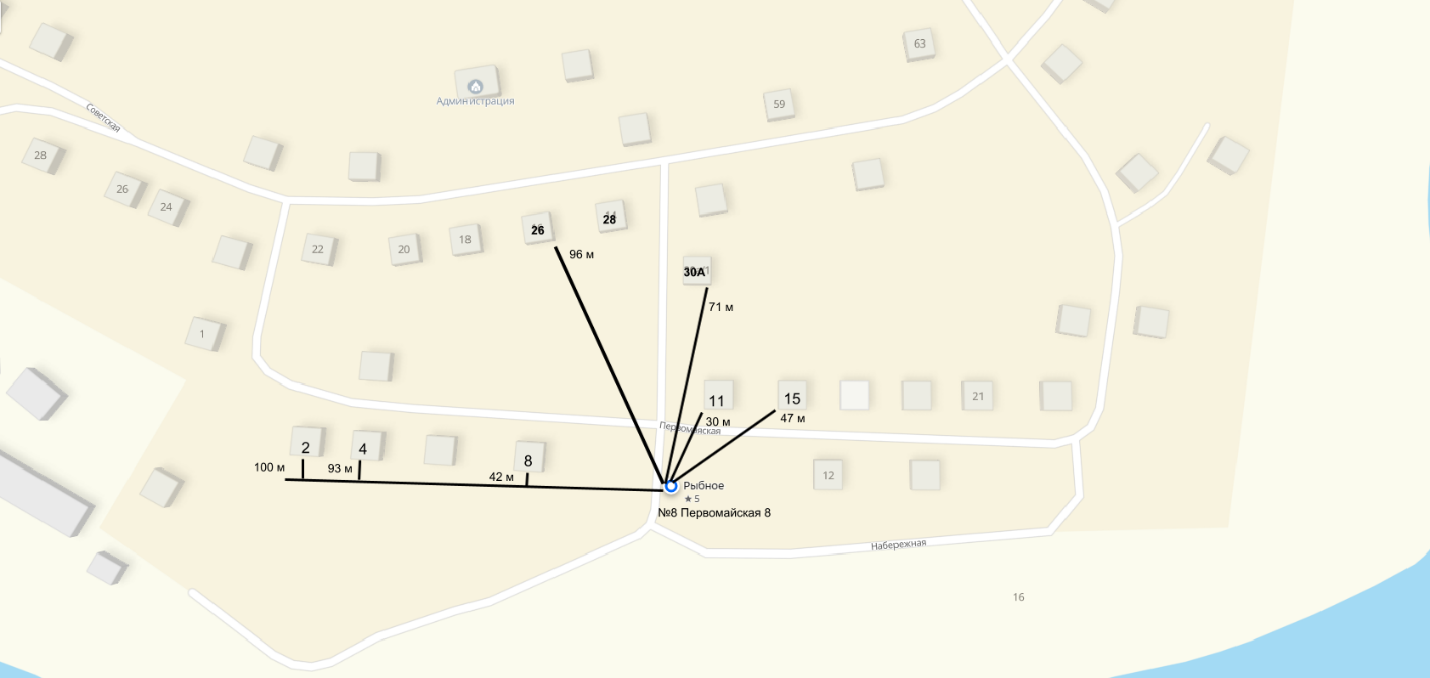 63
Администрация
59
Советская
28
26
24
22
20
18
26
28
96 м
30А
71 м
1
11
15
21
30 м
47 м
Первомайская
2
4
8
100 м
93 м
42 м
12
Рыбное
★ 5
№8 Первомайская 8
Набережная
16